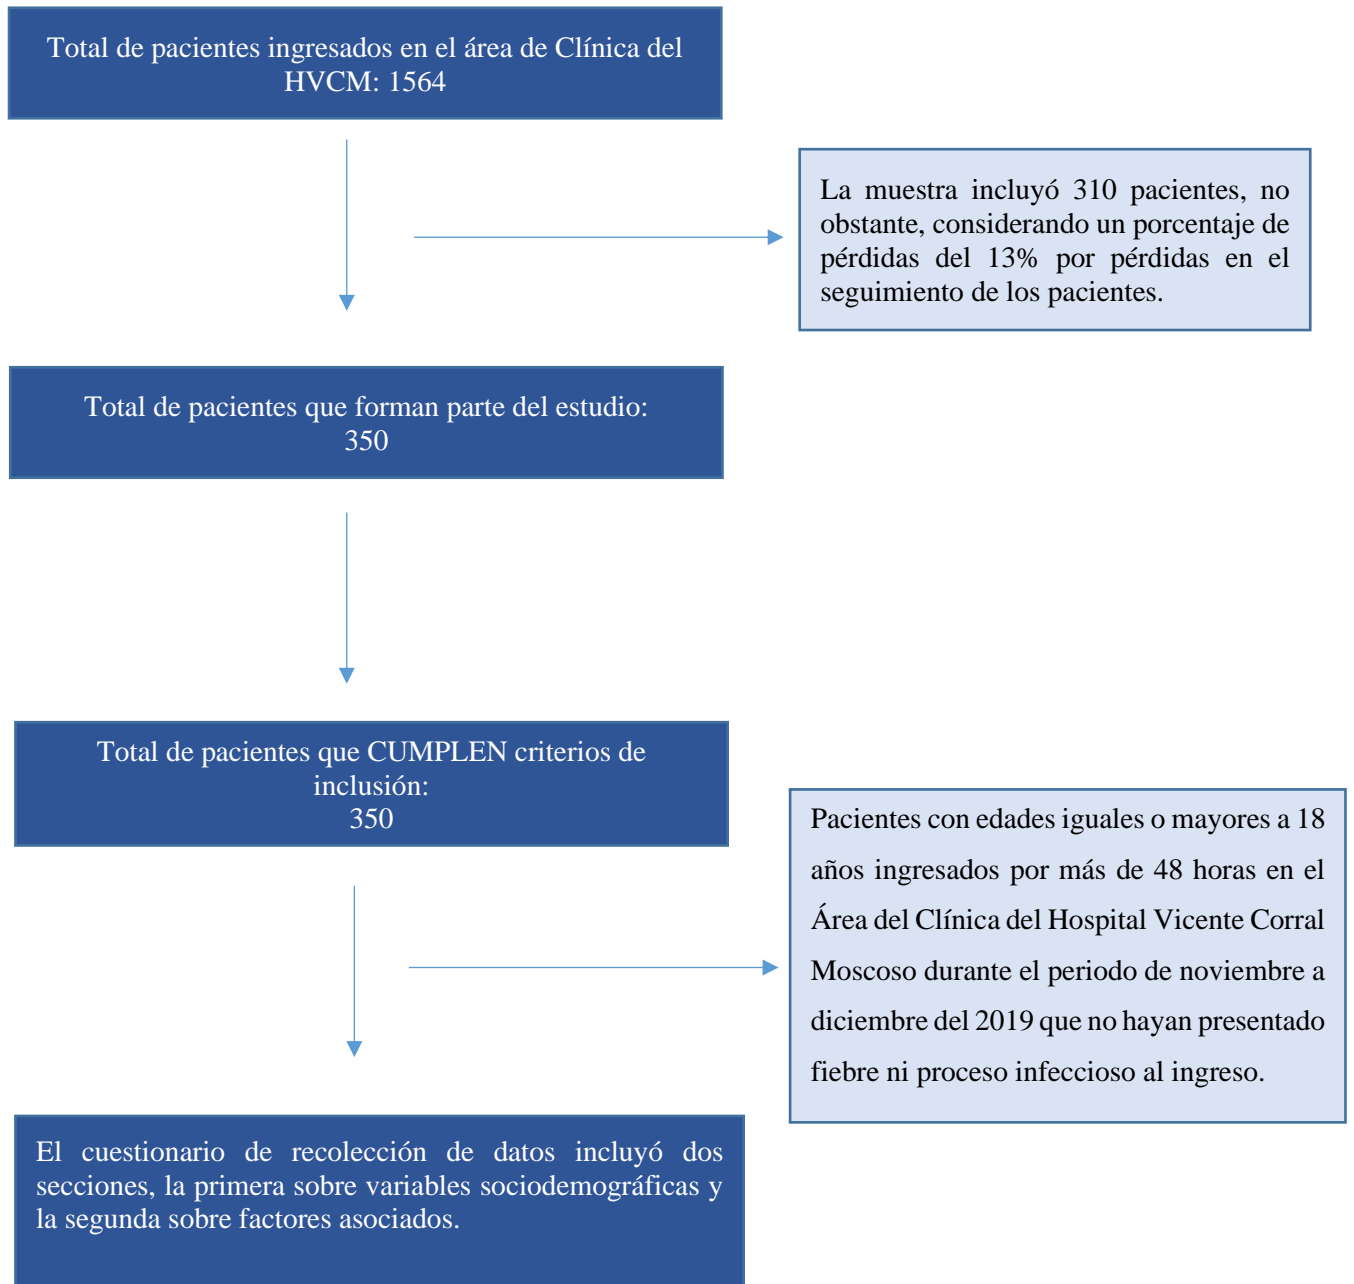 Total de pacientes ingresados en el área de Clínica del
HVCM: 1564
La muestra incluyó 310 pacientes, no
obstante, considerando un porcentaje de
pérdidas del 13% por pérdidas en el
seguimiento de los pacientes.
Total de pacientes que forman parte del estudio:
350
Total de pacientes que CUMPLEN criterios de
inclusión:
350
Pacientes con edades iguales o mayores a 18
años ingresados por más de 48 horas en el
Área del Clínica del Hospital Vicente Corral
Moscoso durante el periodo de noviembre a
diciembre del 2019 que no hayan presentado
fiebre ni proceso infeccioso al ingreso.
El cuestionario de recolección de datos incluyó dos
secciones, la primera sobre variables sociodemográficas y
la segunda sobre factores asociados.